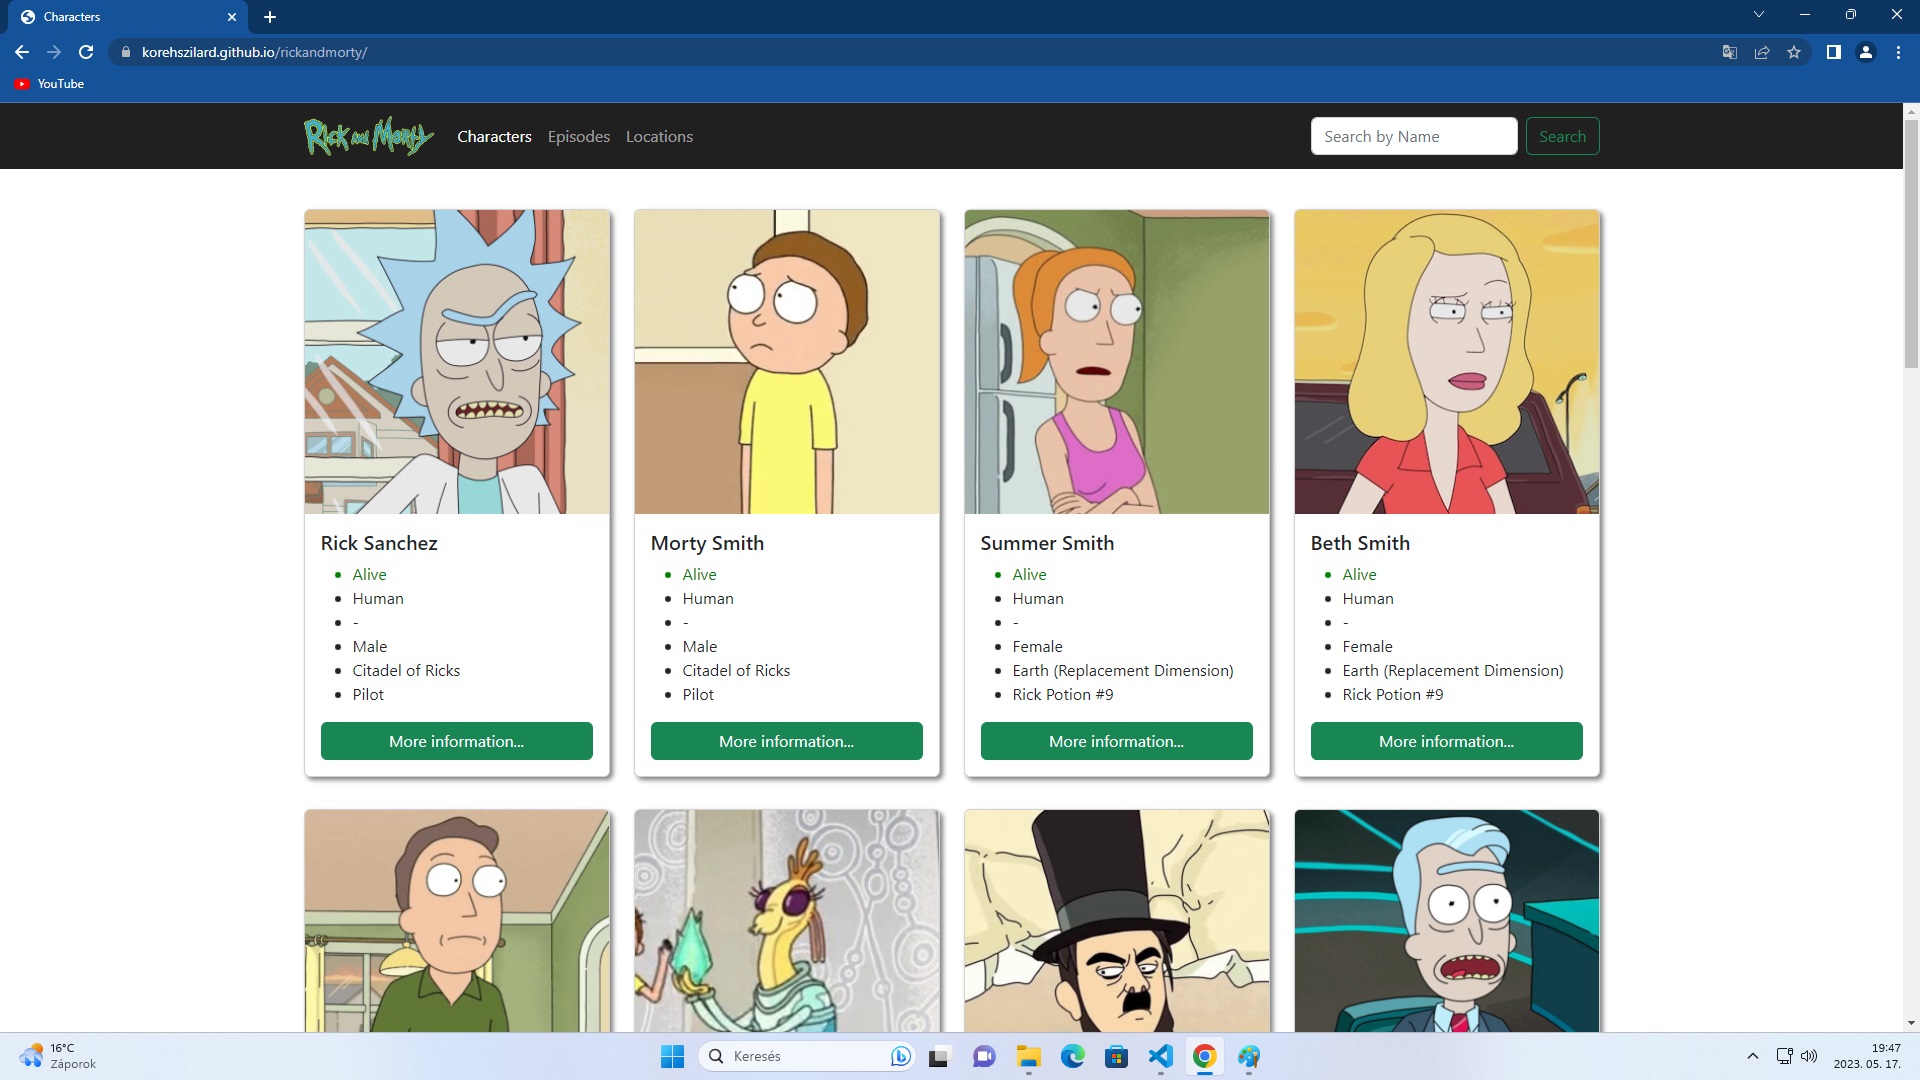 Characters
korehszilard.github.io/rickandmorty/
YouTube
Rick and Morty Characters Episodes Locations Search by Name Search
Rick Sanchez
Alive
Human
-
Male
Citadel of Ricks
Pilot
More information...
Morty Smith
Alive
Human
-
Male
Citadel of Ricks
Pilot
More information...
Summer Smith
Alive
Human
-
Female
Earth (Replacement Dimension)
Rick Potion #9
More information...
Beth Smith
Alive
Human
-
Female
Earth (Replacement Dimension)
Rick Potion #9
More information...
16°C
Záporok
Keresés
19:47
2023. 05. 17.